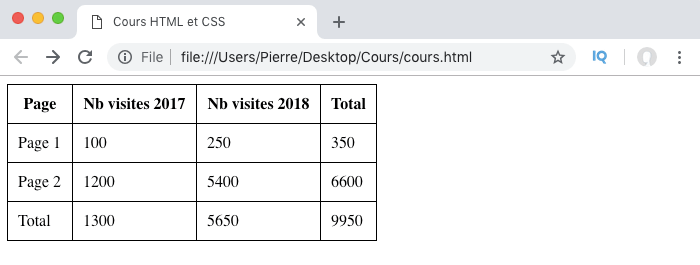 Cours HTML et CSS
File file:///Users/Pierre/Desktop/Cours/cours.html IQ
Page Nb visites 2017 Nb visites 2018 Total
Page 1 100 250 350
Page 2 1200 5400 6600
Total 1300 5650 9950